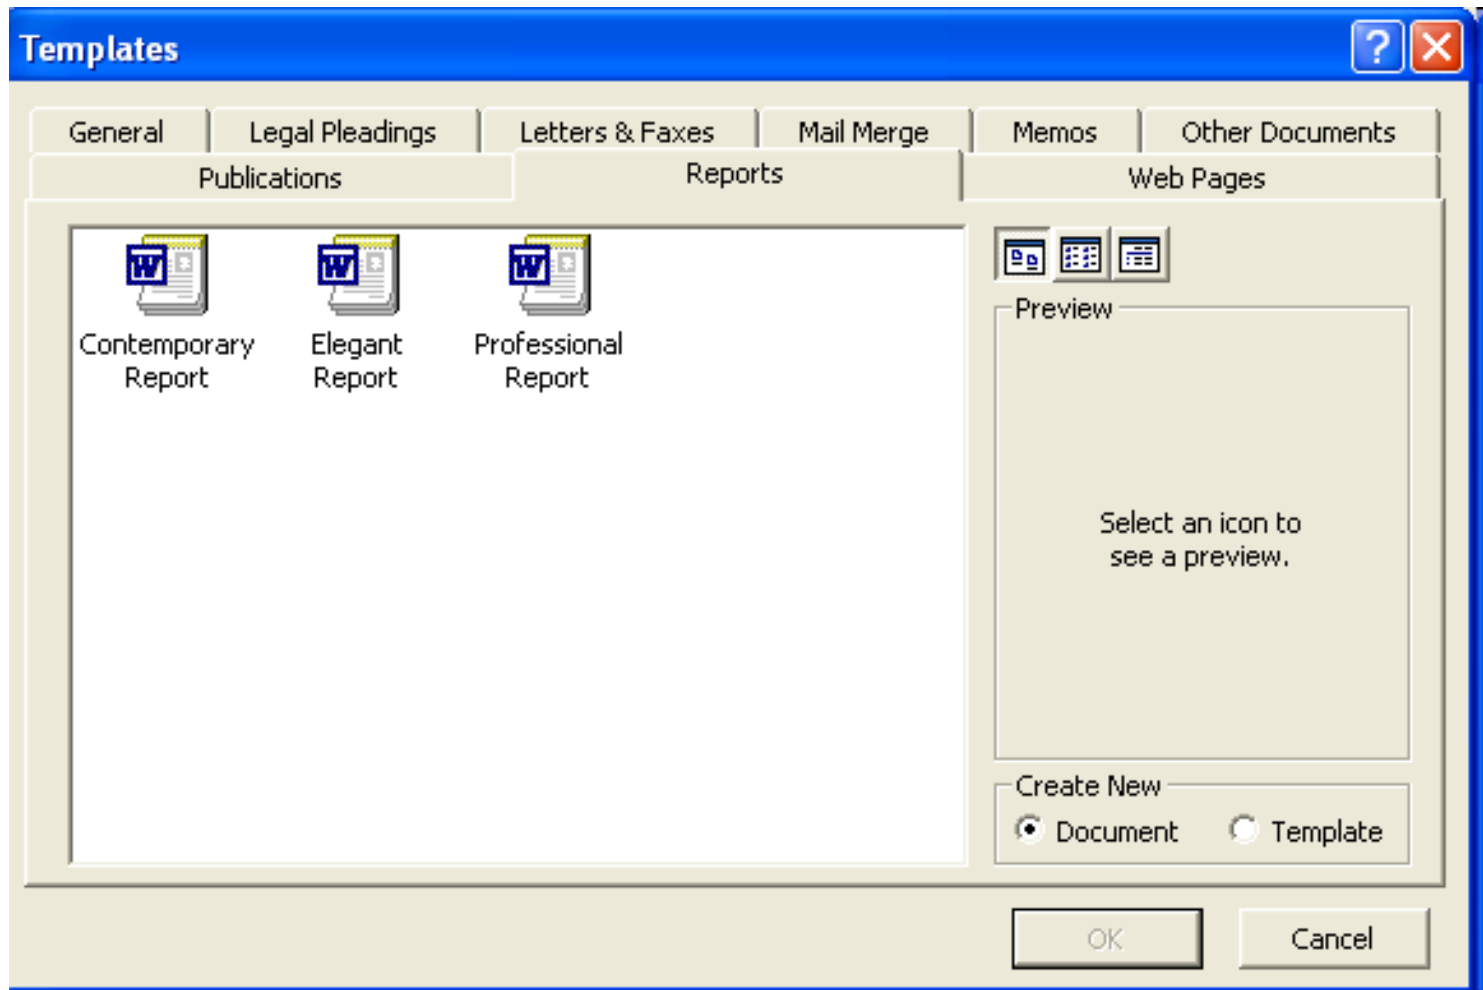 Templates
General
Legal Pleadings
Letters & Faxes
Mail Merge
Memos
Other Documents
Publications
Reports
Web Pages
Contemporary
Report
Elegant
Report
Professional
Report
Preview
Select an icon to
see a preview.
Create New
Document
Template
OK
Cancel